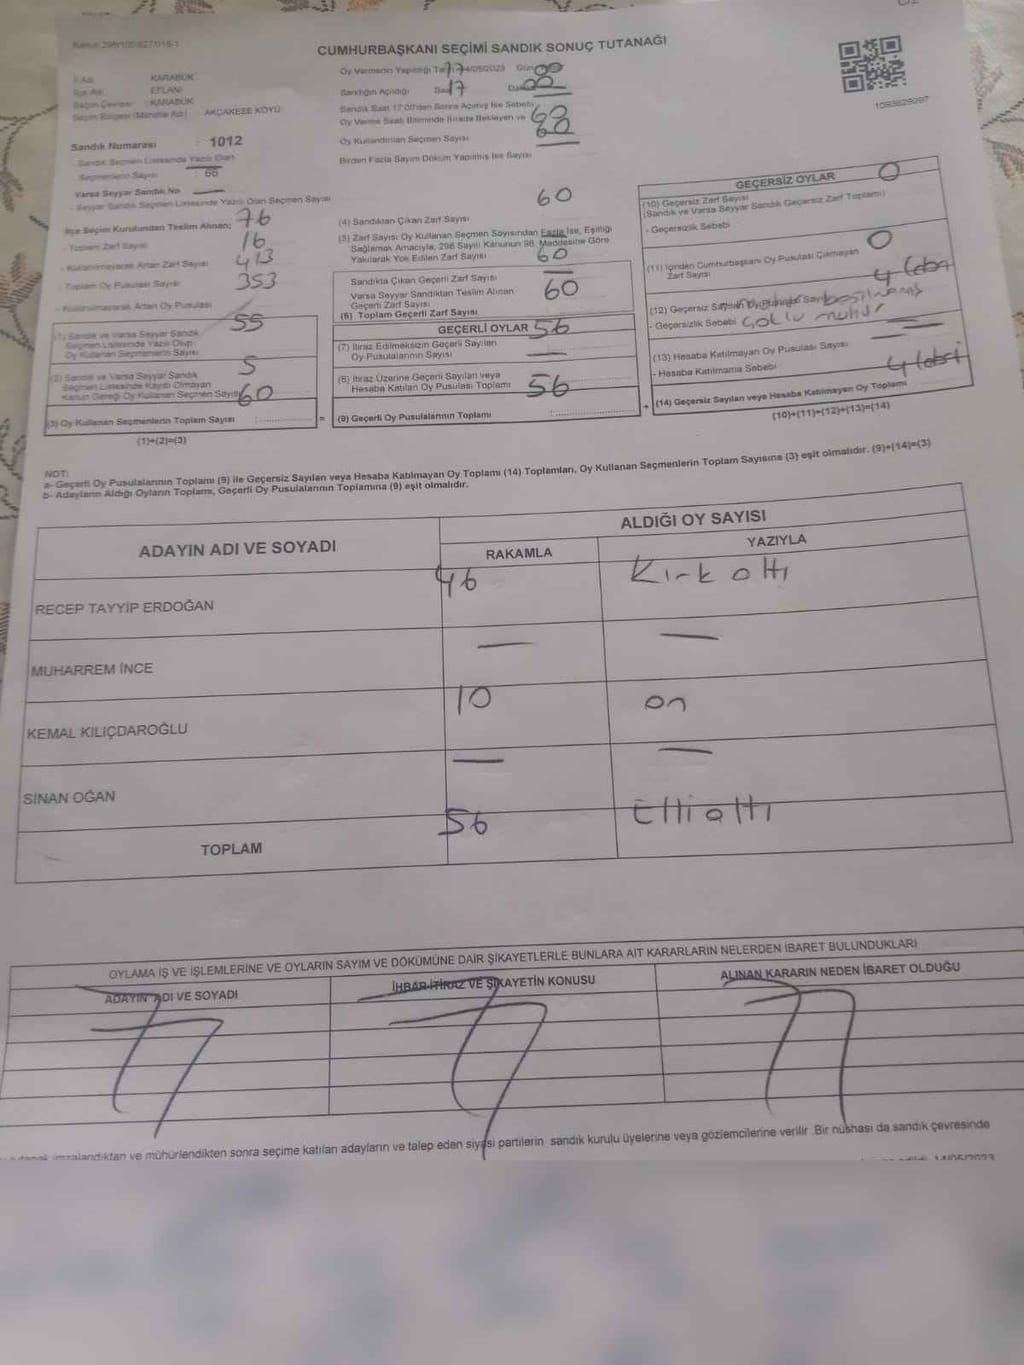 Kanun 298/100/6271/16-1
CUMHURBAŞKANI SEÇİMİ SANDIK SONUÇ TUTANAĞI
İl Adı: KARABÜK
İlçe Adı: EFLANİ
Seçim Çevresi: KARABÜK
Seçim Bölgesi (Mahalle Adı): AKÇAKESE KÖYÜ
Sandık Numarası : 1012
- Sandık Seçmen Listesinde Yazılı Olan
Seçmenlerin Sayısı : 66
Varsa Seyyar Sandık No —
- Seyyar Sandık Seçmen Listesinde Yazılı Olan Seçmen Sayısı
İlçe Seçim Kurulundan Teslim Alınan;
- Toplam Zarf Sayısı 76
- Kullanılmayarak Artan Zarf Sayısı 16
- Toplam Oy Pusulası Sayısı 413
- Kullanılmayarak Artan Oy Pusulası 353
(1) Sandık ve Varsa Seyyar Sandık
Seçmen Listesinde Yazılı Olup
Oy Kullanan Seçmenlerin Sayısı 55
(2) Sandık ve Varsa Seyyar Sandık
Seçmen Listesinde Kaydı Olmayan
Kanun Gereği Oy Kullanan Seçmen Sayısı 5
(3) Oy Kullanan Seçmenlerin Toplam Sayısı : 60
(1)+(2)=(3)
Oy Vermenin Yapıldığı Tarih 14/05/2023 Gün
Sandığın Açıldığı Saat 17 Dak 00
Sandık Saat 17.00'den Sonra Açılmış İse Sebebi
Oy Verme Saati Bitiminde Sırada Bekleyen ve
Oy Kullandırılan Seçmen Sayısı
Birden Fazla Sayım Döküm Yapılmış İse Sayısı
(4) Sandıktan Çıkan Zarf Sayısı 60
(5) Zarf Sayısı Oy Kullanan Seçmen Sayısından Fazla İse, Eşitliği
Sağlamak Amacıyla, 298 Sayılı Kanunun 98. Maddesine Göre
Yakılarak Yok Edilen Zarf Sayısı
Sandıkta Çıkan Geçerli Zarf Sayısı 60
Varsa Seyyar Sandıktan Teslim Alınan
Geçerli Zarf Sayısı —
(6) Toplam Geçerli Zarf Sayısı 60
GEÇERLİ OYLAR
(7) İtiraz Edilmeksizin Geçerli Sayılan
Oy Pusulasının Sayısı 56
(8) İtiraz Üzerine Geçerli Sayılan veya
Hesaba Katılan Oy Pusulası Toplamı —
(9) Geçerli Oy Pusulalarının Toplamı : 56
GEÇERSİZ OYLAR
(10) Geçersiz Zarf Sayısı
(Sandık ve Varsa Seyyar Sandık Geçersiz Zarf Toplamı) 0
- Geçersizlik Sebebi
(11) İçinden Cumhurbaşkanı Oy Pusulası Çıkmayan
Zarf Sayısı 0
(12) Geçersiz Sayılan Oy Pusulası Sayısı 4
- Geçersizlik Sebebi Çoklu mühür
(13) Hesaba Katılmayan Oy Pusulası Sayısı —
- Hesaba Katılmama Sebebi —
(14) Geçersiz Sayılan veya Hesaba Katılmayan Oy Toplamı 4
(10)+(11)+(12)+(13)=(14)
NOT:
a- Geçerli Oy Pusulalarının Toplamı (9) ile Geçersiz Sayılan veya Hesaba Katılmayan Oy Toplamı (14) Toplamları, Oy Kullanan Seçmenlerin Toplam Sayısına (3) eşit olmalıdır. (9)+(14)=(3)
b- Adayların Aldığı Oyların Toplamı, Geçerli Oy Pusulalarının Toplamına (9) eşit olmalıdır.
ADAYIN ADI VE SOYADI
ALDIĞI OY SAYISI
RAKAMLA YAZIYLA
RECEP TAYYİP ERDOĞAN 46 Kırk altı
MUHARREM İNCE — —
KEMAL KILIÇDAROĞLU 10 on
SİNAN OĞAN — —
TOPLAM 56 Elli altı
OYLAMA İŞ VE İŞLEMLERİNE VE OYLARIN SAYIM VE DÖKÜMÜNE DAİR ŞİKAYETLERLE BUNLARA AİT KARARLARIN NELERDEN İBARET BULUNDUKLARI
ADAYIN ADI VE SOYADI İHBAR İTİRAZ VE ŞİKAYETİN KONUSU ALINAN KARARIN NEDEN İBARET OLDUĞU
imzalandıktan ve mühürlendikten sonra seçime katılan adayların ve talep eden siyasi partilerin sandık kurulu üyelerine veya gözlemcilerine verilir. Bir nüshası da sandık çevresinde
14/05/2023